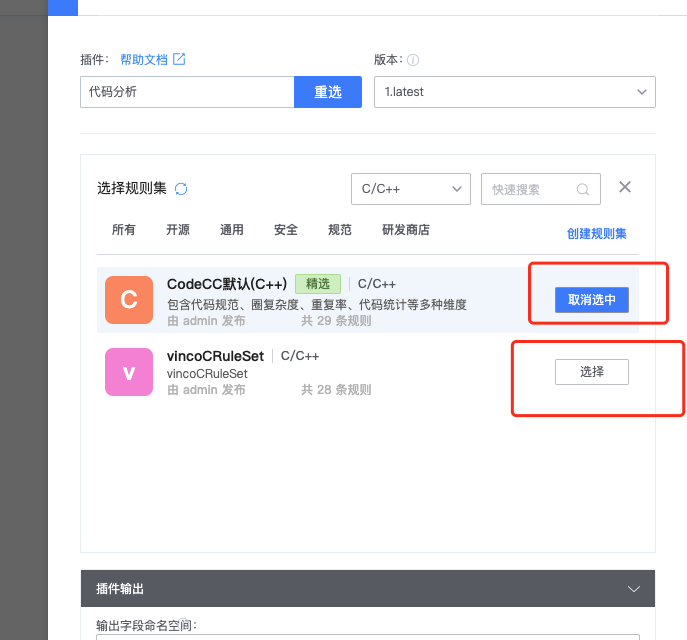 插件： 帮助文档
版本：
代码分析 重选
1.latest
选择规则集
C/C++
快速搜索
所有 开源 通用 安全 规范 研发商店
创建规则集
C
CodeCC默认(C++) 精选 C/C++
包含代码规范、圈复杂度、重复率、代码统计等多种维度
由 admin 发布 共 29 条规则
取消选中
v
vincoCRuleSet C/C++
vincoCRuleSet
由 admin 发布 共 28 条规则
选择
插件输出
输出字段命名空间：